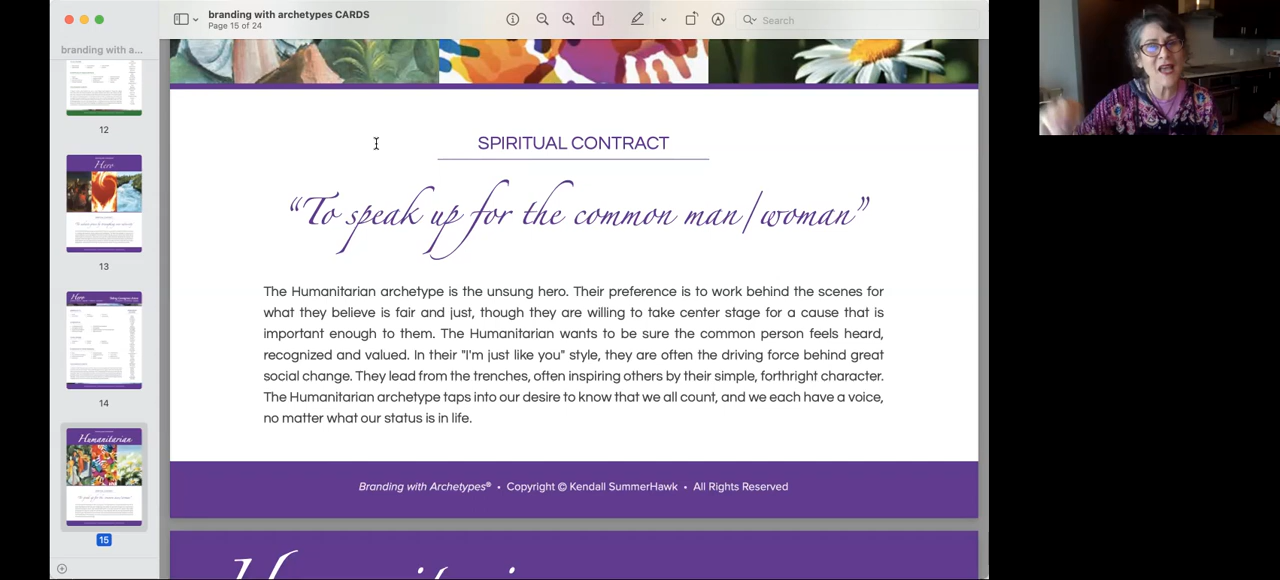 branding with archetypes CARDS
Page 15 of 24
Search
branding with a...
12
Hero
13
Hero
14
Humanitarian
15
SPIRITUAL CONTRACT
“To speak up for the common man/woman”
The Humanitarian archetype is the unsung hero. Their preference is to work behind the scenes for
what they believe is fair and just, though they are willing to take center stage for a cause that is
important enough to them. The Humanitarian wants to be sure the common person feels heard,
recognized and valued. In their "I'm just like you" style, they are often the driving force behind great
social change. They lead from the trenches, often inspiring others by their simple, forthright character.
The Humanitarian archetype taps into our desire to know that we all count, and we each have a voice,
no matter what our status is in life.
Branding with Archetypes® • Copyright © Kendall SummerHawk • All Rights Reserved
Humanitarian